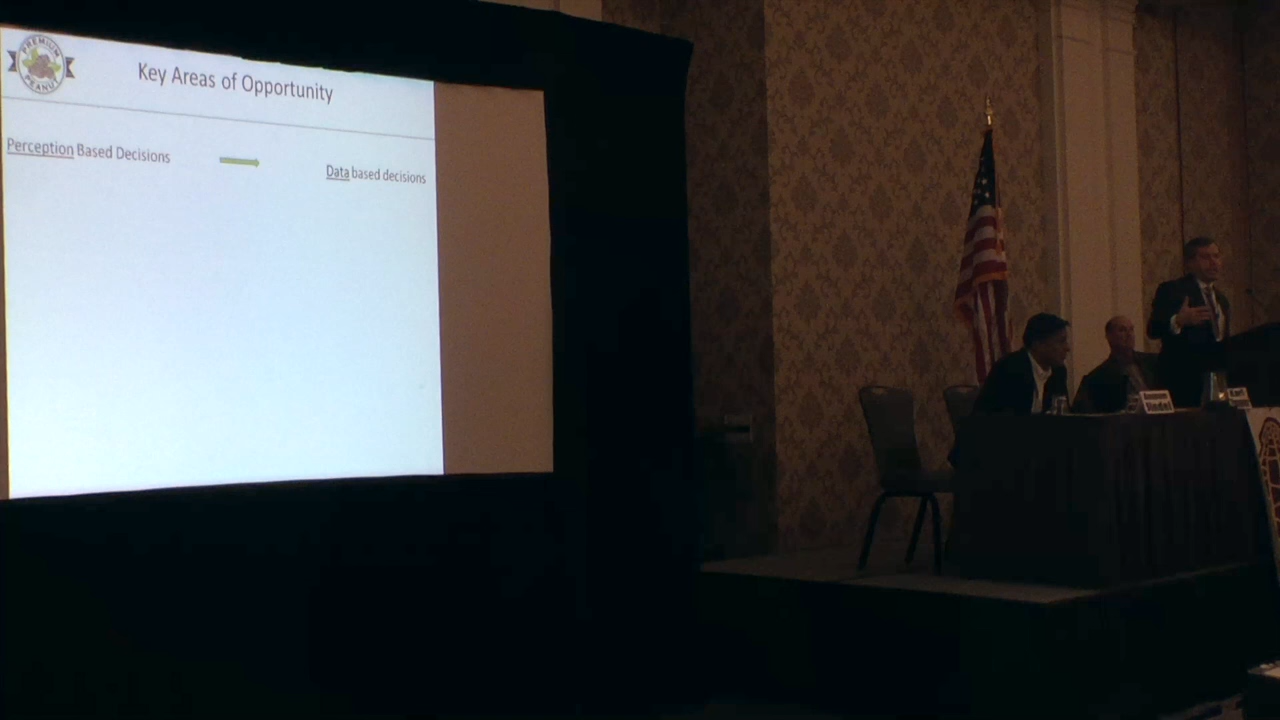 PREMIUM
PEANUT
Key Areas of Opportunity
Perception Based Decisions
Data based decisions